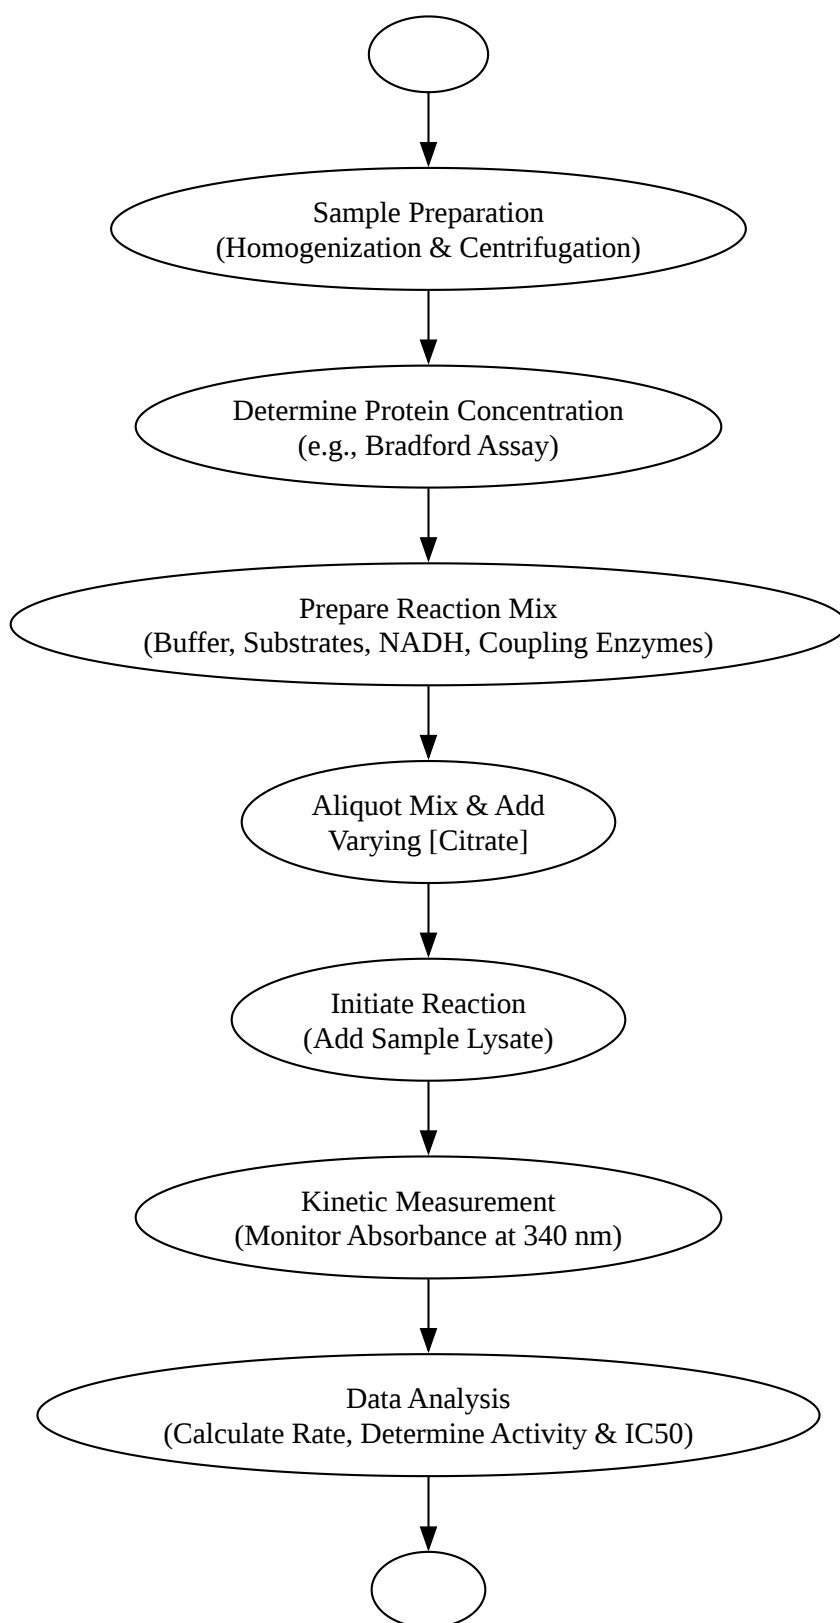 Sample Preparation
(Homogenization & Centrifugation)
Determine Protein Concentration
(e.g., Bradford Assay)
Prepare Reaction Mix
(Buffer, Substrates, NADH, Coupling Enzymes)
Aliquot Mix & Add
Varying [Citrate]
Initiate Reaction
(Add Sample Lysate)
Kinetic Measurement
(Monitor Absorbance at 340 nm)
Data Analysis
(Calculate Rate, Determine Activity & IC50)